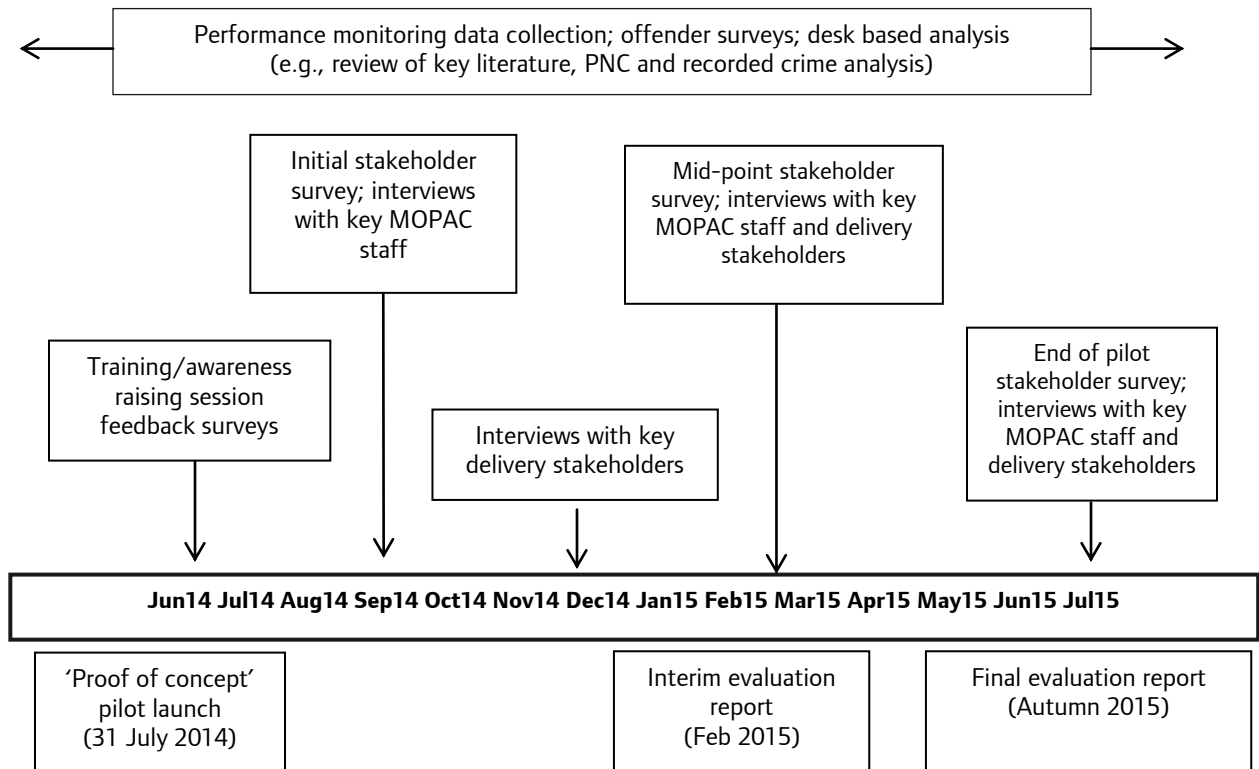 Performance monitoring data collection; offender surveys; desk based analysis
(e.g., review of key literature, PNC and recorded crime analysis)
Initial stakeholder
survey; interviews
with key MOPAC
staff
Mid-point stakeholder
survey; interviews with key
MOPAC staff and delivery
stakeholders
Training/awareness
raising session
feedback surveys
Interviews with key
delivery stakeholders
End of pilot
stakeholder survey;
interviews with key
MOPAC staff and
delivery stakeholders
Jun14 Jul14 Aug14 Sep14 Oct14 Nov14 Dec14 Jan15 Feb15 Mar15 Apr15 May15 Jun15 Jul15
‘Proof of concept’
pilot launch
(31 July 2014)
Interim evaluation
report
(Feb 2015)
Final evaluation report
(Autumn 2015)